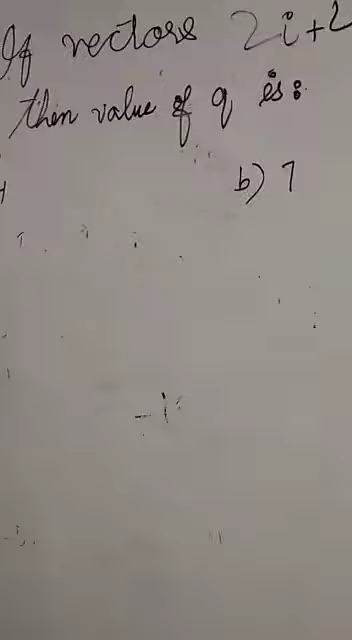 If vectors 2i+2
then value of q is:
b) 7